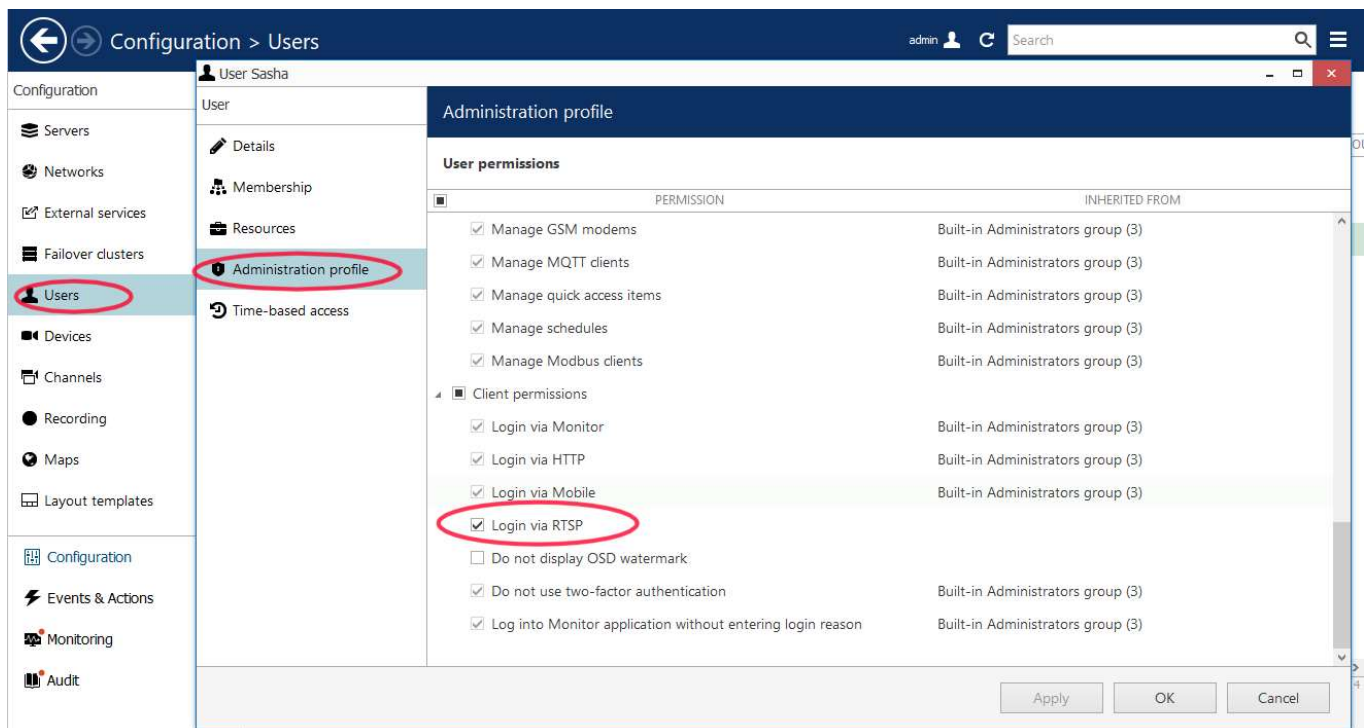 Configuration > Users
admin
Search
Configuration
Servers
Networks
External services
Failover clusters
Users
Devices
Channels
Recording
Maps
Layout templates
Configuration
Events & Actions
Monitoring
Audit
User Sasha
User
Details
Membership
Resources
Administration profile
Time-based access
Administration profile
User permissions
PERMISSION INHERITED FROM
Manage GSM modems Built-in Administrators group (3)
Manage MQTT clients Built-in Administrators group (3)
Manage quick access items Built-in Administrators group (3)
Manage schedules Built-in Administrators group (3)
Manage Modbus clients Built-in Administrators group (3)
Client permissions
Login via Monitor Built-in Administrators group (3)
Login via HTTP Built-in Administrators group (3)
Login via Mobile Built-in Administrators group (3)
Login via RTSP
Do not display OSD watermark
Do not use two-factor authentication Built-in Administrators group (3)
Log into Monitor application without entering login reason Built-in Administrators group (3)
Apply OK Cancel